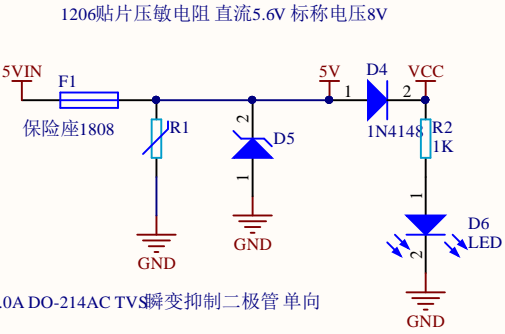 1206贴片压敏电阻 直流5.6V 标称电压8V
5VIN
F1
5V
D4
VCC
1
2
保险座1808
R1
2
D5
1N4148
R2
1K
1
1
D6
LED
2
GND
GND
GND
.0A DO-214AC TVS瞬变抑制二极管 单向